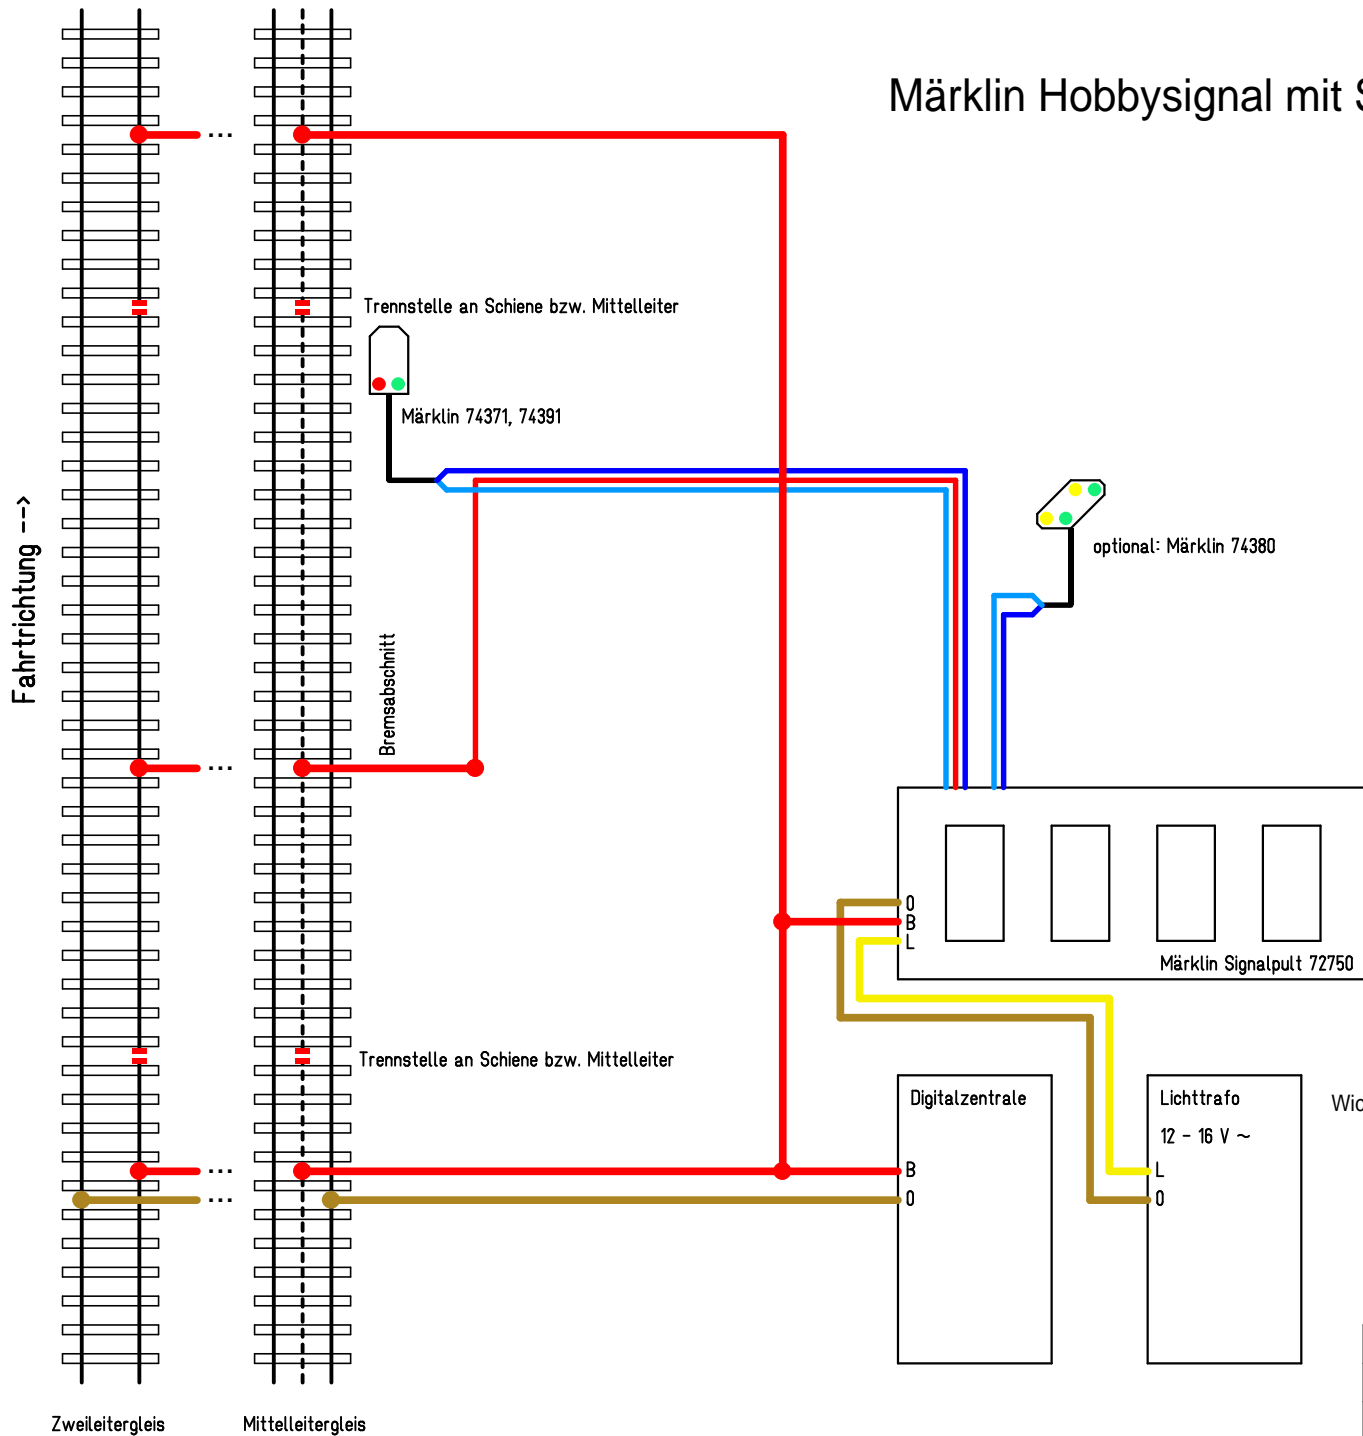 Märklin Hobbysignal mit
...
Trennstelle an Schiene bzw. Mittelleiter
Märklin 74371, 74391
Fahrtrichtung -->
optional: Märklin 74380
Bremsabschnitt
...
0
B
L
Märklin Signalpult 72750
Trennstelle an Schiene bzw. Mittelleiter
Digitalzentrale
Lichttrafo
12 - 16 V ~
... B L
... 0 0
Zweileitergleis Mittelleitergleis